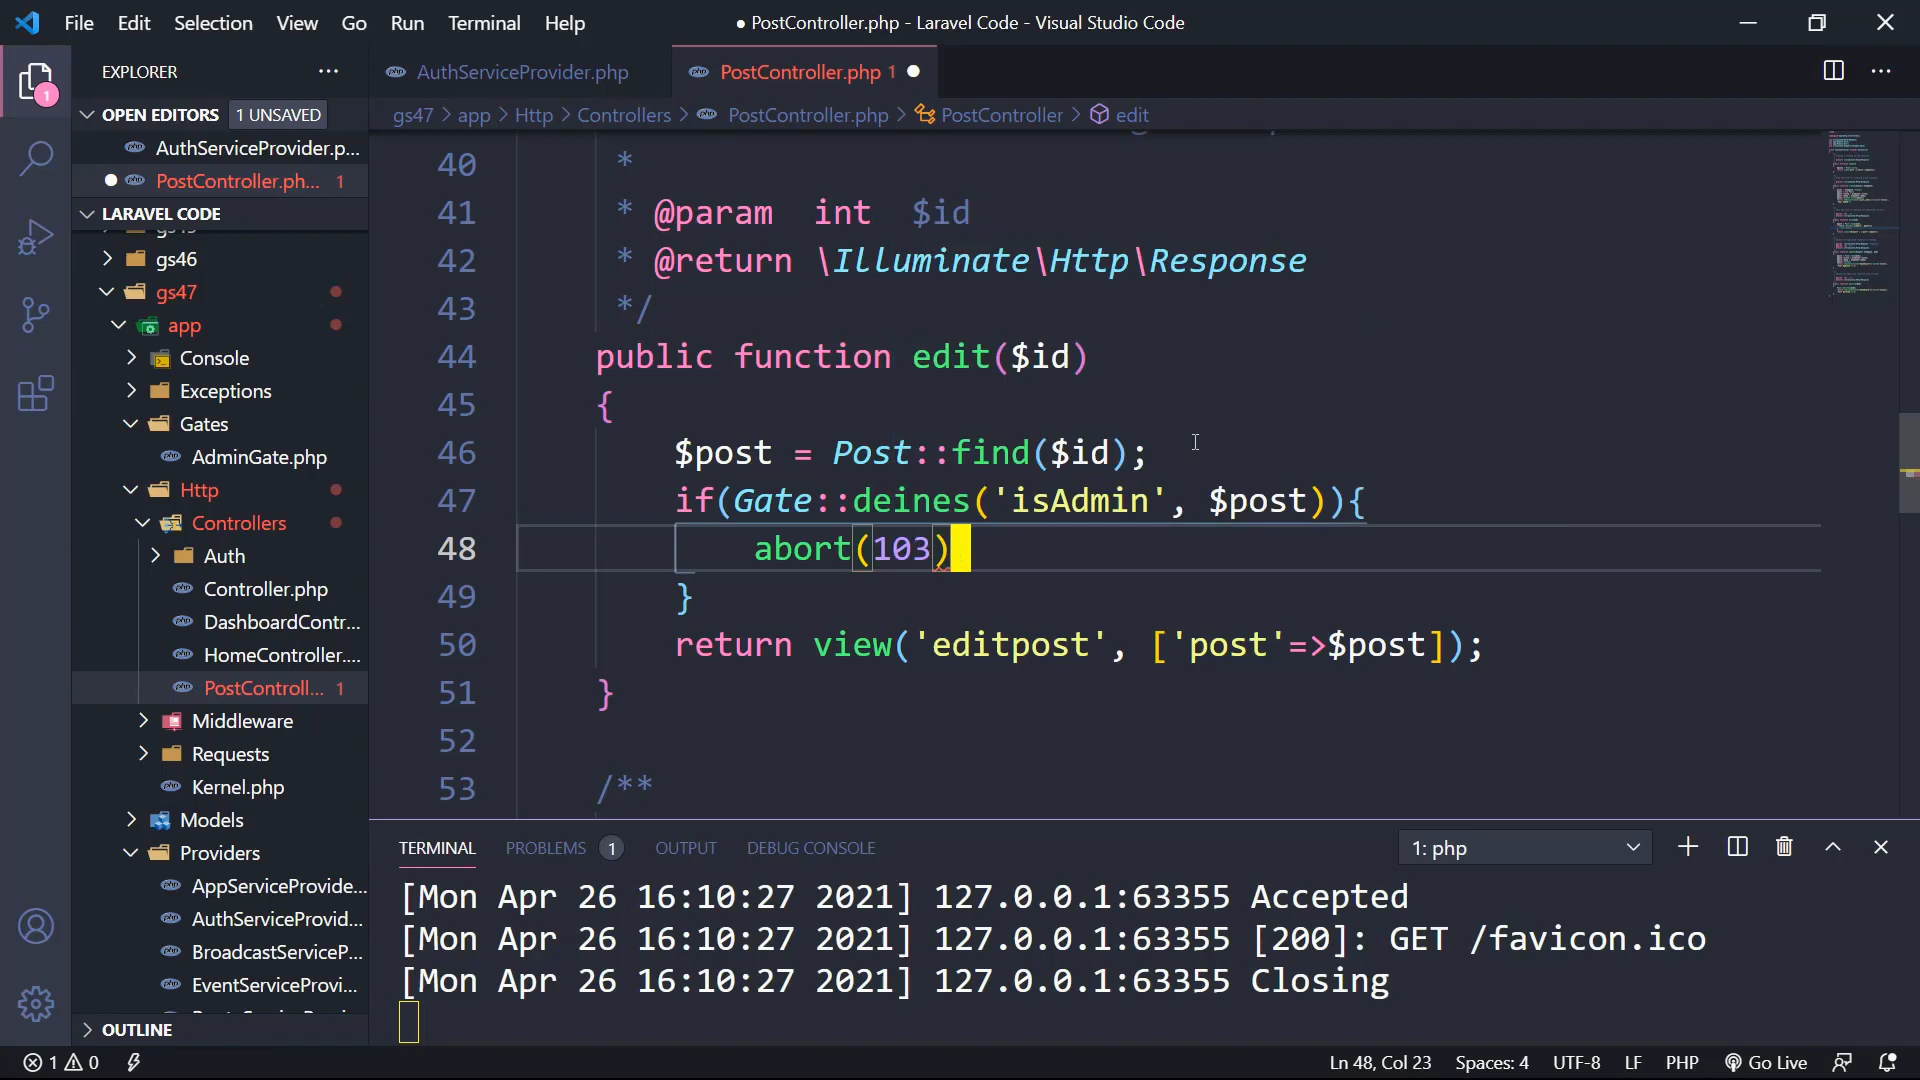 File Edit Selection View Go Run Terminal Help
● PostController.php - Laravel Code - Visual Studio Code
EXPLORER
OPEN EDITORS 1 UNSAVED
AuthServiceProvider.p...
PostController.ph... 1
LARAVEL CODE
gs46
gs47
app
Console
Exceptions
Gates
AdminGate.php
Http
Controllers
Auth
Controller.php
DashboardContr...
HomeController....
PostControll... 1
Middleware
Requests
Kernel.php
Models
Providers
AppServiceProvide...
AuthServiceProvid...
BroadcastServiceP...
EventServiceProvi...
OUTLINE
AuthServiceProvider.php
PostController.php 1
gs47 > app > Http > Controllers > PostController.php > PostController > edit
40 *
41 * @param int $id
42 * @return \Illuminate\Http\Response
43 */
44 public function edit($id)
45 {
46 $post = Post::find($id);
47 if(Gate::deines('isAdmin', $post)){
48 abort(103)
49 }
50 return view('editpost', ['post'=>$post]);
51 }
52
53 /**
TERMINAL PROBLEMS 1 OUTPUT DEBUG CONSOLE
1: php
[Mon Apr 26 16:10:27 2021] 127.0.0.1:63355 Accepted
[Mon Apr 26 16:10:27 2021] 127.0.0.1:63355 [200]: GET /favicon.ico
[Mon Apr 26 16:10:27 2021] 127.0.0.1:63355 Closing
1 0
Ln 48, Col 23 Spaces: 4 UTF-8 LF PHP Go Live